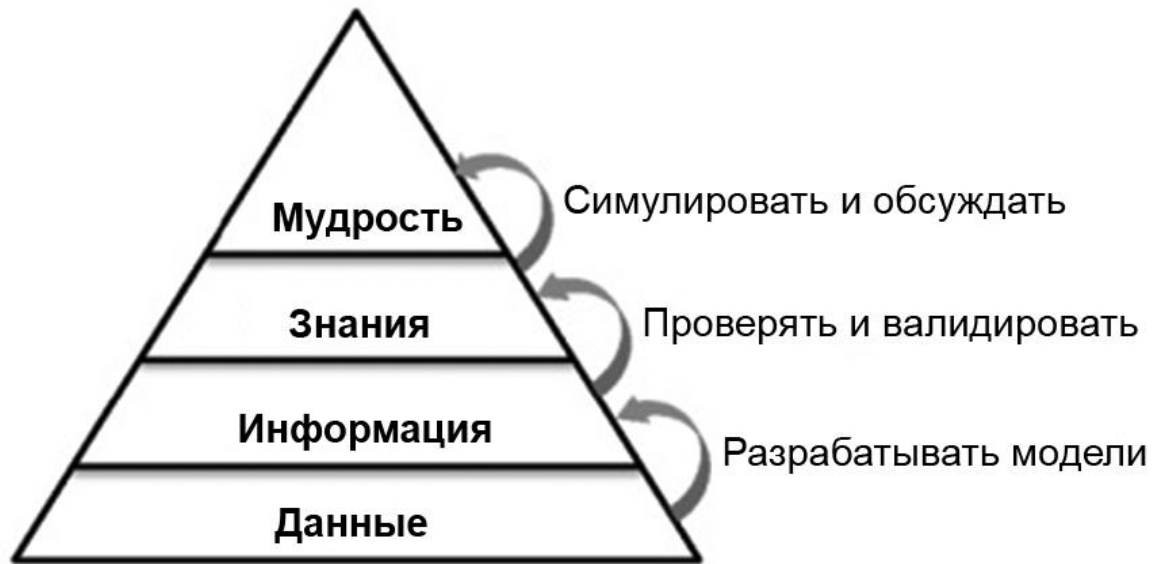 Мудрость
Симулировать и обсуждать
Знания
Проверять и валидировать
Информация
Разрабатывать модели
Данные